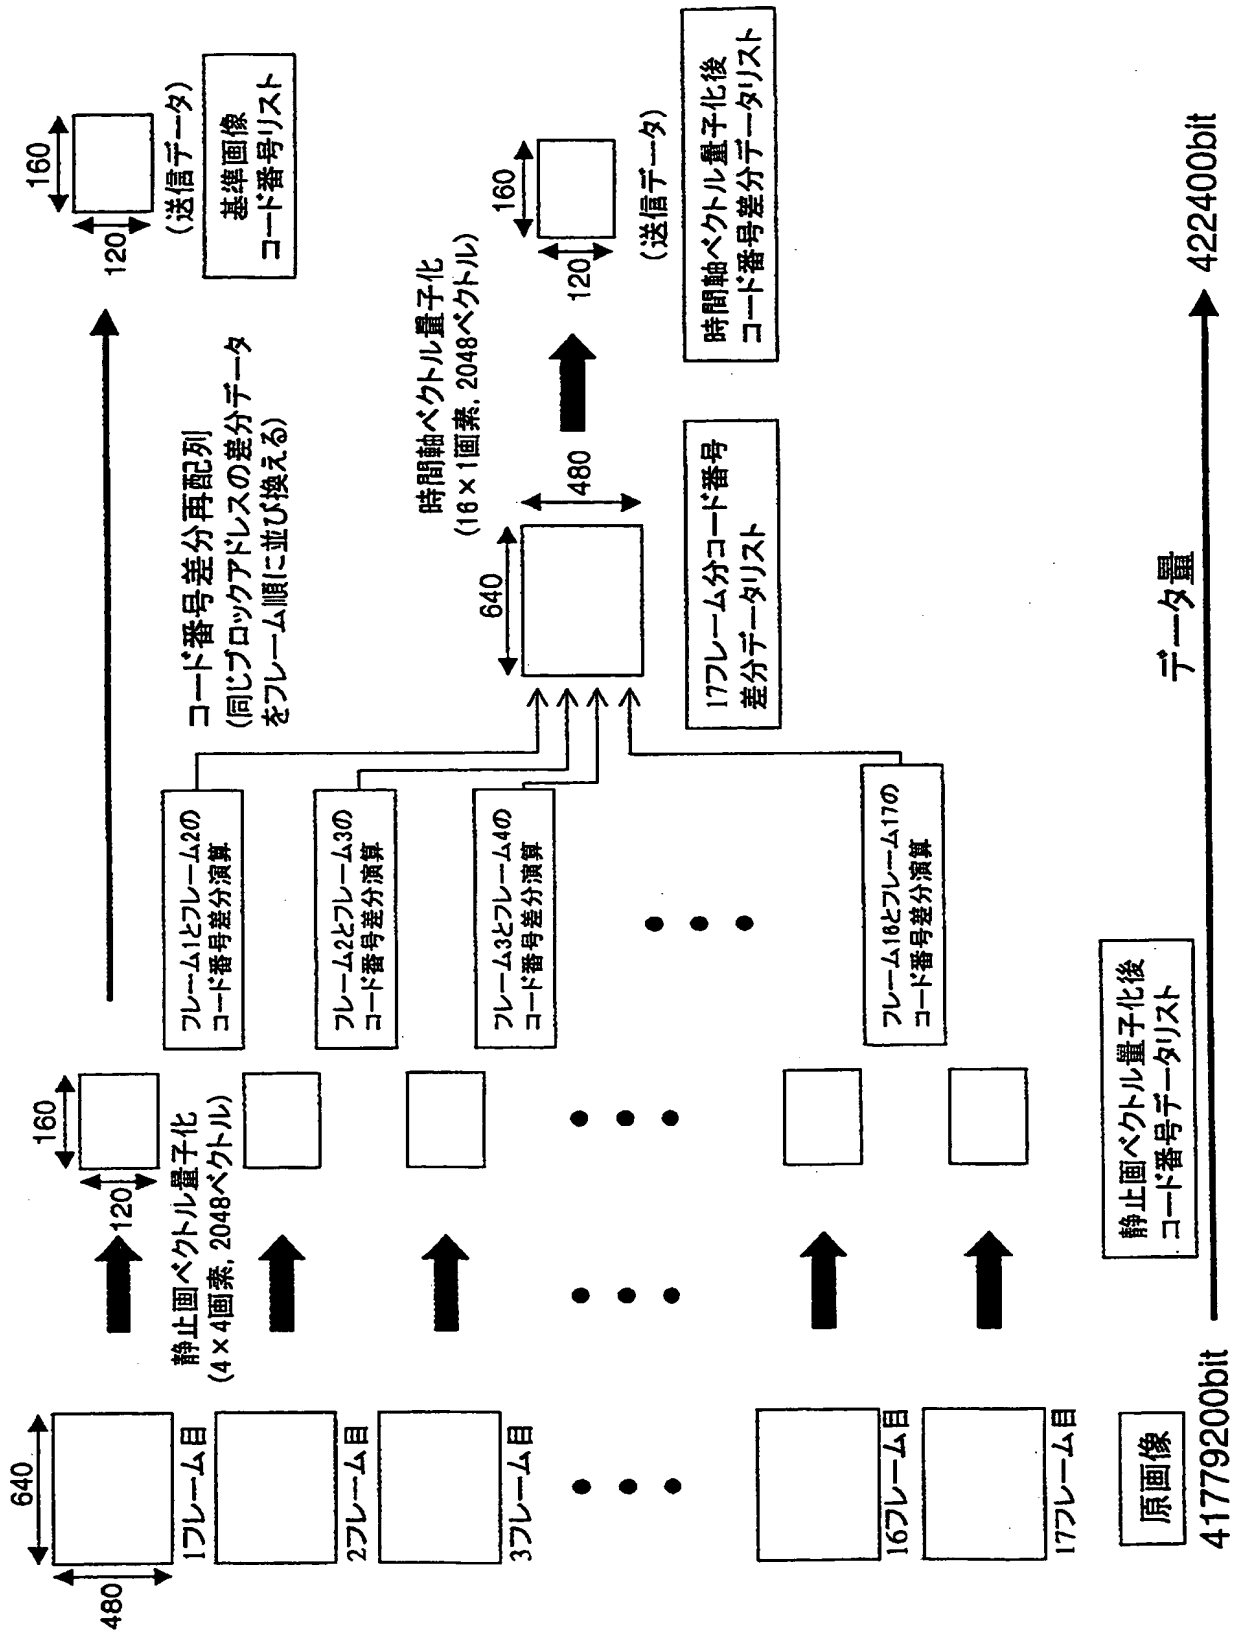 640
480
1フレーム目
2フレーム目
3フレーム目
16フレーム目
17フレーム目
原画像
41779200bit
静止画ベクトル量子化
(4×4画素, 2048ベクトル)
160
120
静止画ベクトル量子化後
コード番号データリスト
フレーム1とフレーム2の
コード番号差分演算
フレーム2とフレーム3の
コード番号差分演算
フレーム3とフレーム4の
コード番号差分演算
フレーム16とフレーム17の
コード番号差分演算
コード番号差分再配列
(同じブロックアドレスの差分データ
をフレーム順に並び換える)
640
480
17フレーム分コード番号
差分データリスト
時間軸ベクトル量子化
(16×1画素, 2048ベクトル)
160
120
(送信データ)
基準画像
コード番号リスト
160
120
(送信データ)
時間軸ベクトル量子化後
コード番号差分データリスト
データ量
422400bit